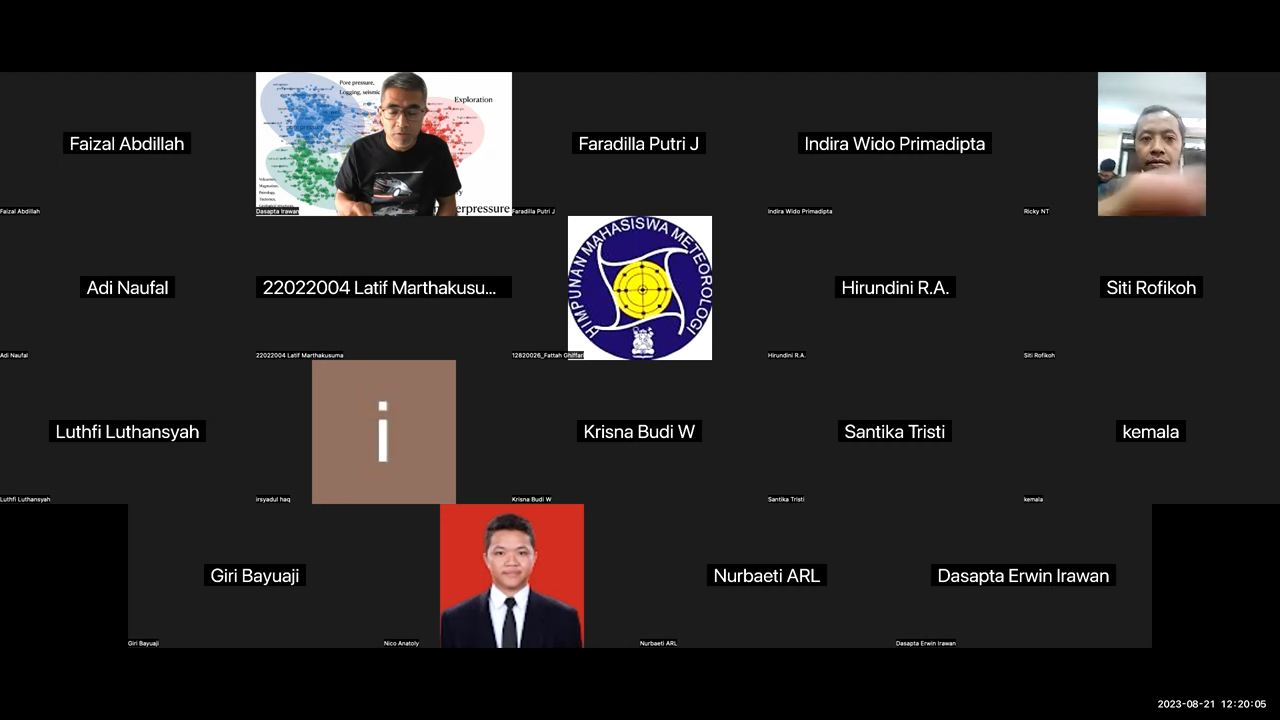 Faizal Abdillah
Faizal Abdillah
Pore pressure,
Logging, seismic
Exploration
erpressure
Dasapta Irawan
Faradilla Putri J
Faradilla Putri J
Indira Wido Primadipta
Indira Wido Primadipta
Ricky NT
Adi Naufal
Adi Naufal
22022004 Latif Marthakusu...
22022004 Latif Marthakusuma
HIMPUNAN MAHASISWA METEOROLOGI
12820026_Fattah Ghiffari
Hirundini R.A.
Hirundini R.A.
Siti Rofikoh
Siti Rofikoh
Luthfi Luthansyah
Luthfi Luthansyah
i
irsyadul haq
Krisna Budi W
Krisna Budi W
Santika Tristi
Santika Tristi
kemala
kemala
Giri Bayuaji
Giri Bayuaji
Nico Anatoly
Nurbaeti ARL
Nurbaeti ARL
Dasapta Erwin Irawan
Dasapta Erwin Irawan
2023-08-21 12:20:05